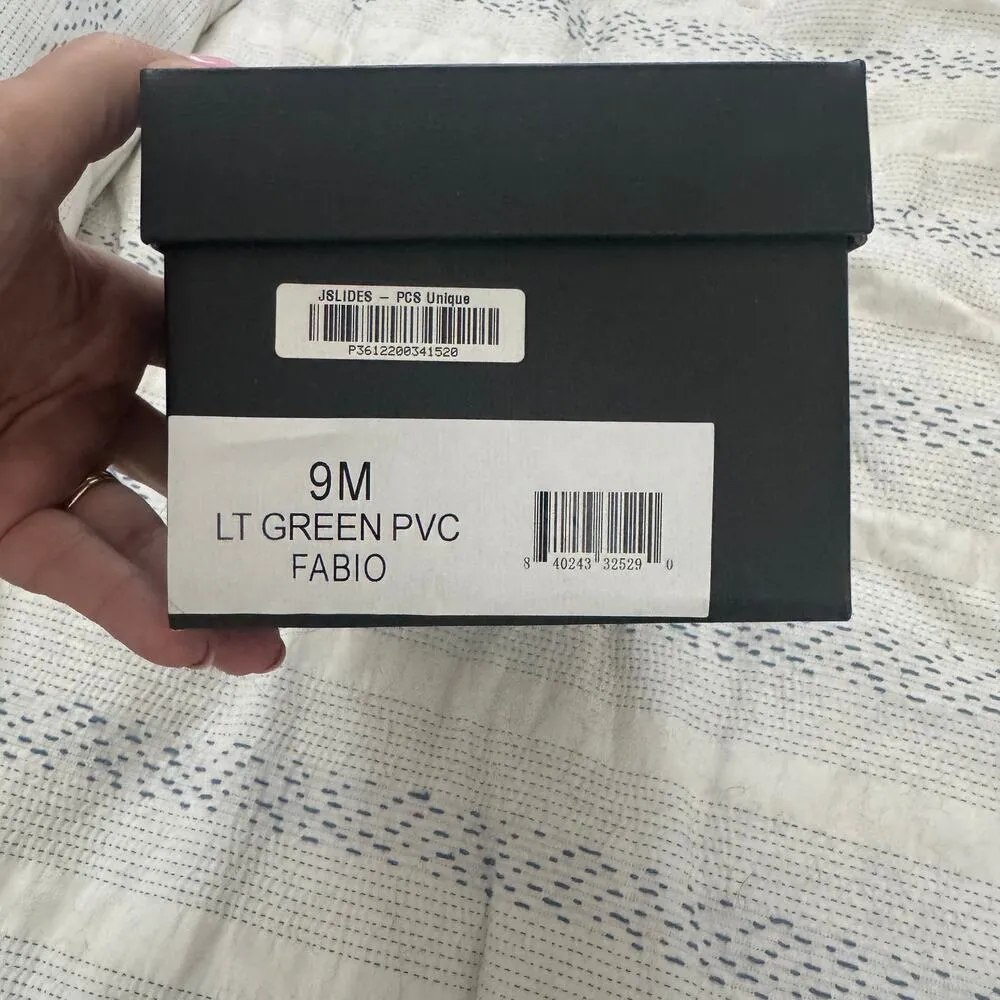 JSLIDES - PCS Unique
P3612200341520
9M
LT GREEN PVC
FABIO
8 40243 32529 0